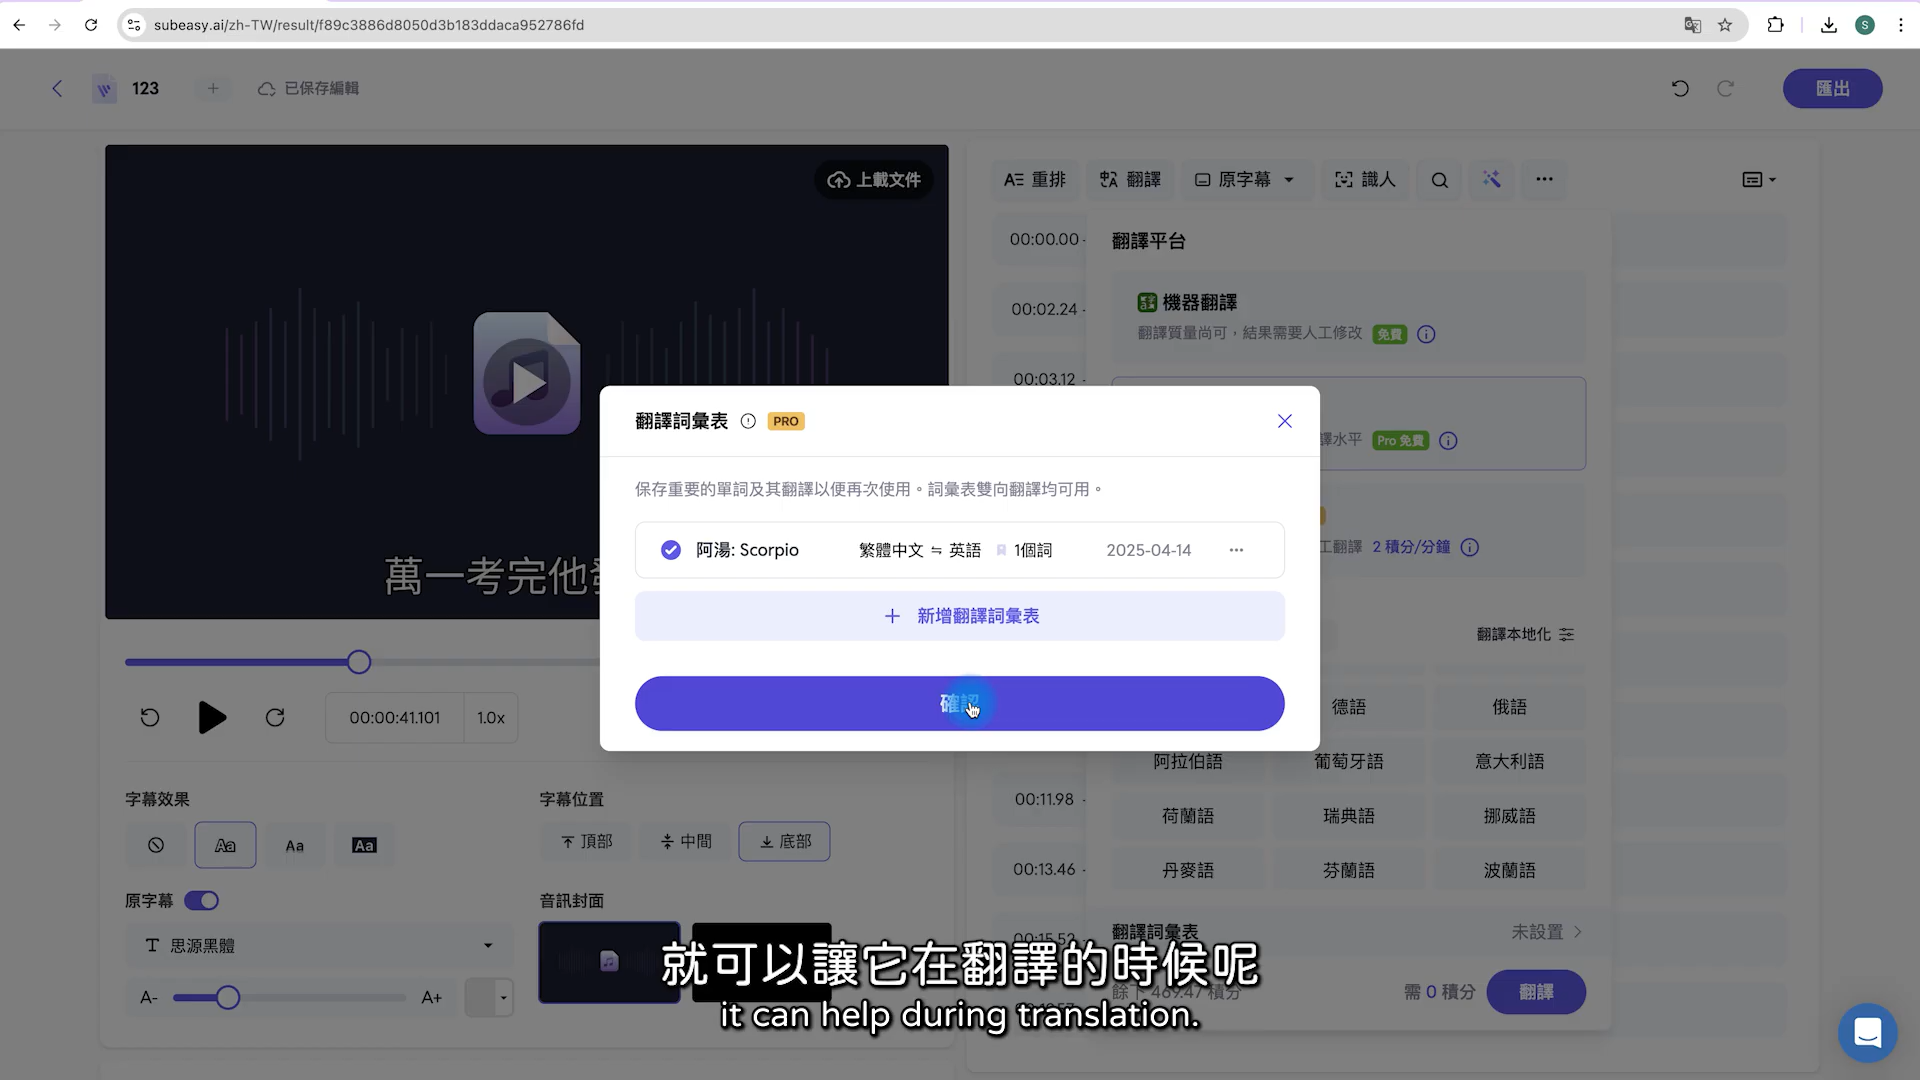 subeasy.ai/zh-TW/result/f89c3886d8050d3b183ddaca952786fd
S
123
已保存編輯
匯出
上載文件
萬一考完他
00:00:41.101
1.0x
字幕效果
字幕位置
Aa
Aa
Aa
頂部
中間
底部
原字幕
音訊封面
思源黑體
A-
A+
重排
翻譯
原字幕
識人
00:00.00 -
00:02.24 -
00:03.12 -
00:11.98 -
00:13.46 -
00:15.52
翻譯平台
機器翻譯
翻譯質量尚可，結果需要人工修改 免費
譯水平 Pro 免費
工翻譯 2 積分/分鐘
翻譯本地化
德語
俄語
阿拉伯語
葡萄牙語
意大利語
荷蘭語
瑞典語
挪威語
丹麥語
芬蘭語
波蘭語
翻譯詞彙表
未設置
餘下 469.47 積分
需 0 積分
翻譯
翻譯詞彙表 PRO
保存重要的單詞及其翻譯以便再次使用。詞彙表雙向翻譯均可用。
阿湯: Scorpio 繁體中文 ⇋ 英語 1個詞 2025-04-14
新增翻譯詞彙表
確認
就可以讓它在翻譯的時候呢
it can help during translation.